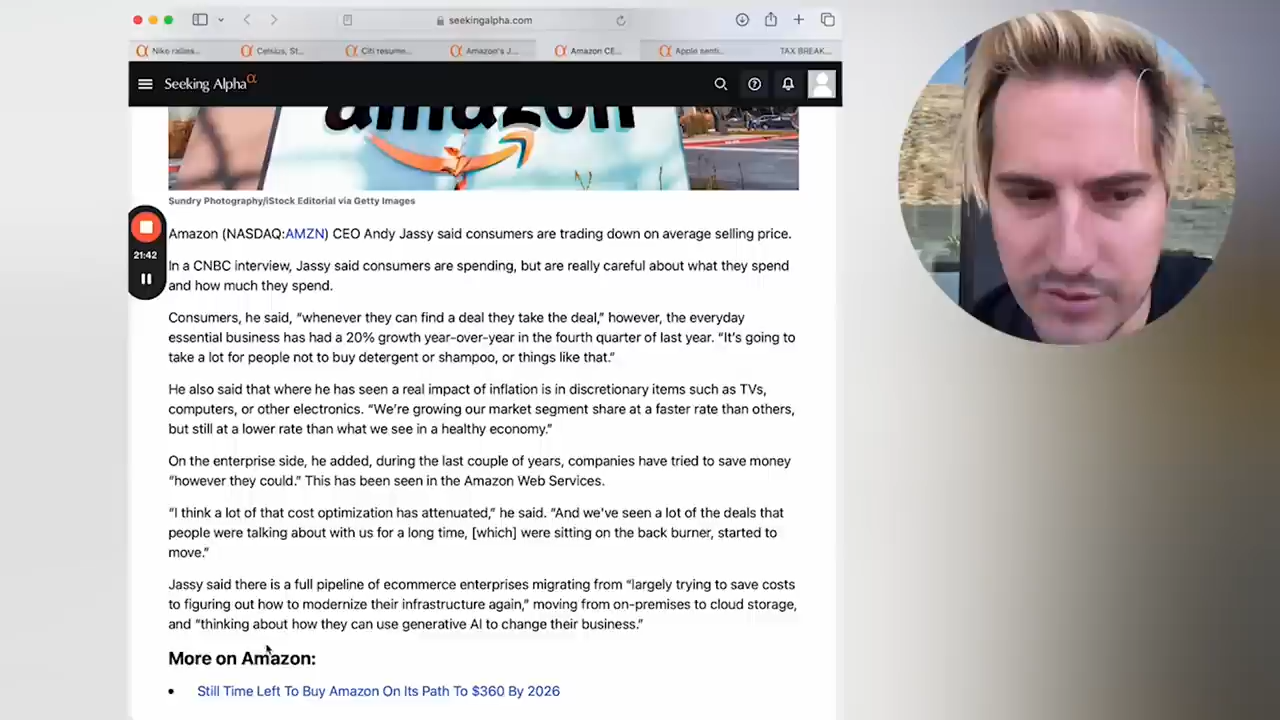 seekingalpha.com
Nike rallies...
Celsius, St...
Citi resume...
Amazon's J...
Amazon CE...
Apple senti...
TAX BREAK...
Seeking Alpha α
amazon
Sundry Photography/iStock Editorial via Getty Images
21:42
Amazon (NASDAQ:AMZN) CEO Andy Jassy said consumers are trading down on average selling price.
In a CNBC interview, Jassy said consumers are spending, but are really careful about what they spend
and how much they spend.
Consumers, he said, “whenever they can find a deal they take the deal,” however, the everyday
essential business has had a 20% growth year-over-year in the fourth quarter of last year. “It’s going to
take a lot for people not to buy detergent or shampoo, or things like that.”
He also said that where he has seen a real impact of inflation is in discretionary items such as TVs,
computers, or other electronics. “We’re growing our market segment share at a faster rate than others,
but still at a lower rate than what we see in a healthy economy.”
On the enterprise side, he added, during the last couple of years, companies have tried to save money
“however they could.” This has been seen in the Amazon Web Services.
“I think a lot of that cost optimization has attenuated,” he said. “And we’ve seen a lot of the deals that
people were talking about with us for a long time, [which] were sitting on the back burner, started to
move.”
Jassy said there is a full pipeline of ecommerce enterprises migrating from “largely trying to save costs
to figuring out how to modernize their infrastructure again,” moving from on-premises to cloud storage,
and “thinking about how they can use generative AI to change their business.”
More on Amazon:
• Still Time Left To Buy Amazon On Its Path To $360 By 2026